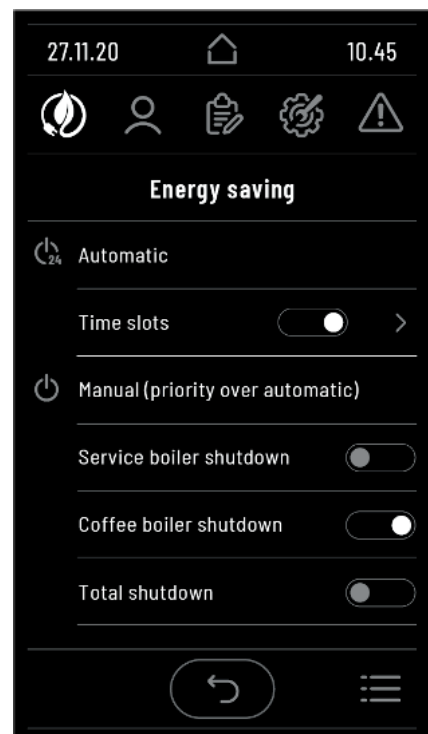 27.11.20 10.45
Energy saving
24 Automatic
Time slots
Manual (priority over automatic)
Service boiler shutdown
Coffee boiler shutdown
Total shutdown